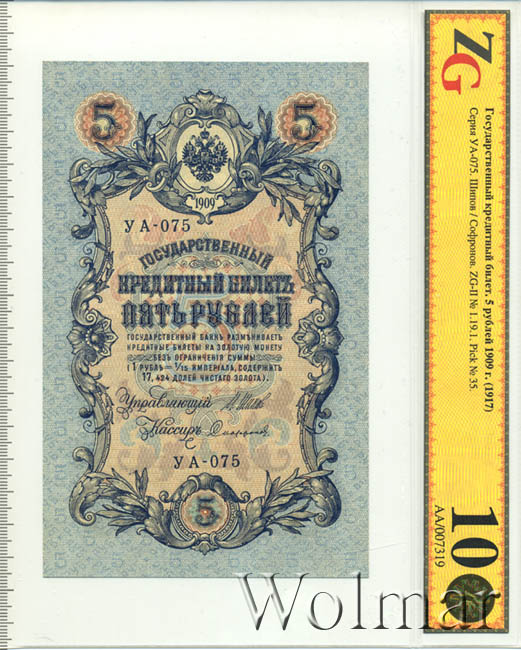 5 5
1909
УА-075
ГОСУДАРСТВЕННЫЙ
КРЕДИТНЫЙ БИЛЕТЪ
ПЯТЬ РУБЛЕЙ
ГОСУДАРСТВЕННЫЙ БАНКЪ РАЗМѢНИВАЕТЪ
КРЕДИТНЫЕ БИЛЕТЫ НА ЗОЛОТУЮ МОНЕТУ
БЕЗЪ ОГРАНИЧЕНІЯ СУММЫ
(1 РУБЛЬ = 1/15 ИМПЕРІАЛА, СОДЕРЖИТЪ
17,424 ДОЛЕЙ ЧИСТАГО ЗОЛОТА).
Управляющій
Кассиръ
УА-075
5
ZG
Государственный кредитный билет. 5 рублей 1909 г. (1917)
Серия УА-075. Шипов / Софронов. ZG-II № 1.19.1. Pick № 35.
10
AA/007319
Wolmar